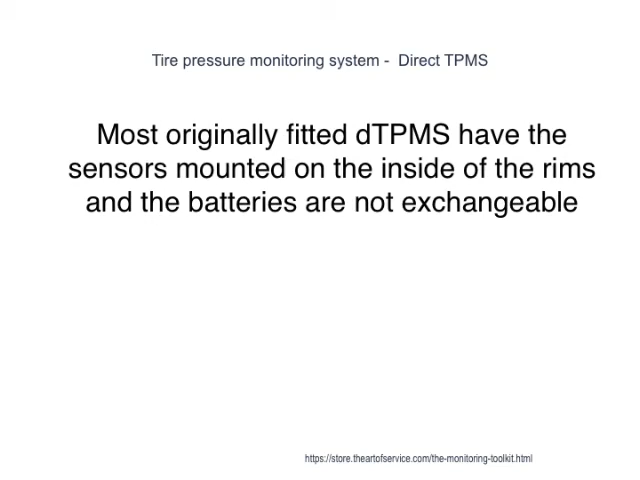 Tire pressure monitoring system -  Direct TPMS
Most originally fitted dTPMS have the
sensors mounted on the inside of the rims
and the batteries are not exchangeable
https://store.theartofservice.com/the-monitoring-toolkit.html